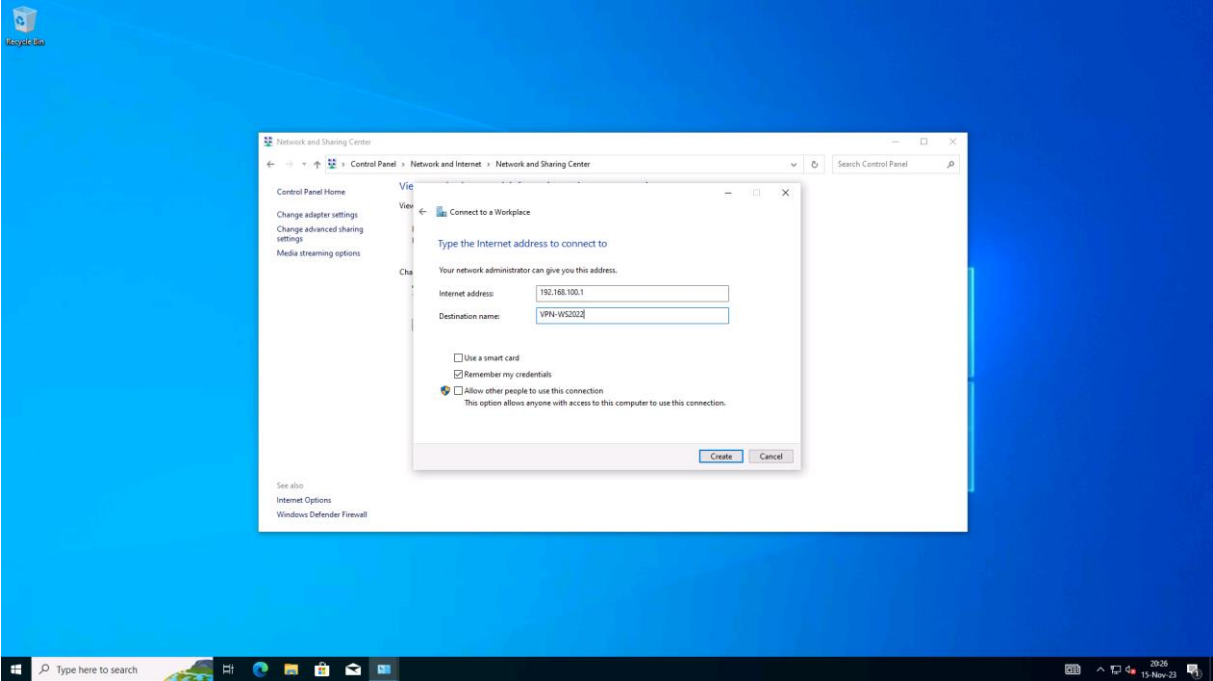 Recycle Bin
Network and Sharing Center
Control Panel
Network and Internet
Network and Sharing Center
Search Control Panel
Control Panel Home
Change adapter settings
Change advanced sharing
settings
Media streaming options
Vie
View
Cha
Connect to a Workplace
Type the Internet address to connect to
Your network administrator can give you this address.
Internet address: 192.168.100.1
Destination name: VPN-WS2022
Use a smart card
Remember my credentials
Allow other people to use this connection
This option allows anyone with access to this computer to use this connection.
Create Cancel
See also
Internet Options
Windows Defender Firewall
Type here to search
20:26
15-Nov-23
1